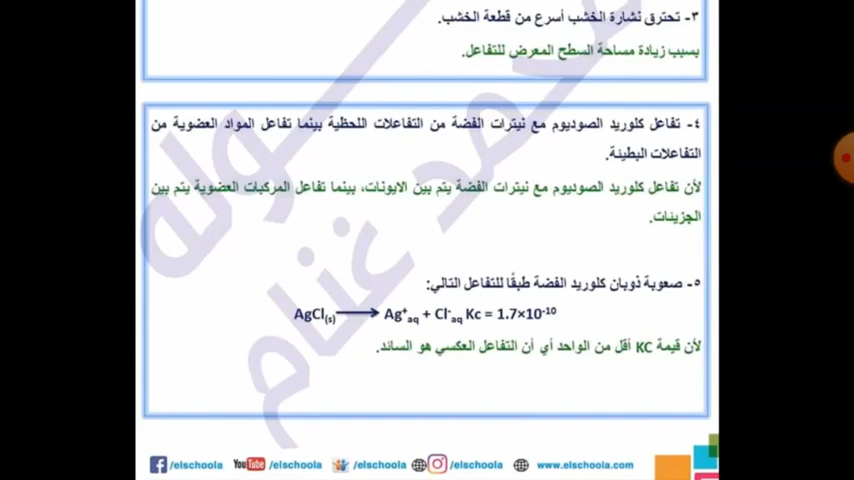 ٣- تحترق نشارة الخشب أسرع من قطعة الخشب.
بسبب زيادة مساحة السطح المعرض للتفاعل.
٤- تفاعل كلوريد الصوديوم مع نيترات الفضة من التفاعلات اللحظية بينما تفاعل المواد العضوية من
التفاعلات البطيئة.
لأن تفاعل كلوريد الصوديوم مع نيترات الفضة يتم بين الايونات، بينما تفاعل المركبات العضوية يتم بين
الجزيئات.
٥- صعوبة ذوبان كلوريد الفضة طبقًا للتفاعل التالي:
AgCl(s) ⟶ Ag⁺aq + Cl⁻aq Kc = 1.7×10⁻¹⁰
لأن قيمة KC أقل من الواحد أي أن التفاعل العكسي هو السائد.
محمد غنام
/elschoola YouTube /elschoola /elschoola /elschoola www.elschoola.com